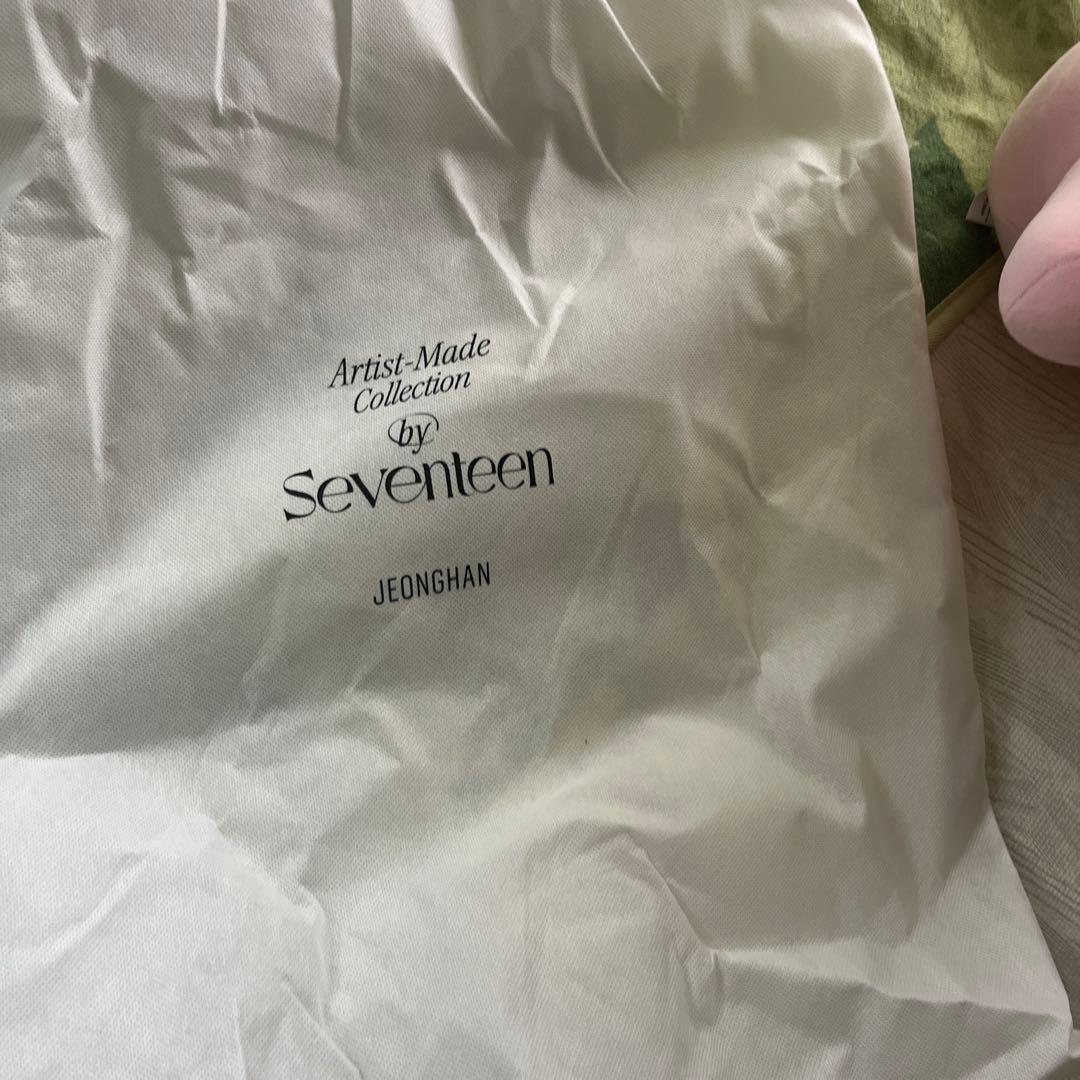 Artist-Made
Collection
by
Seventeen
JEONGHAN